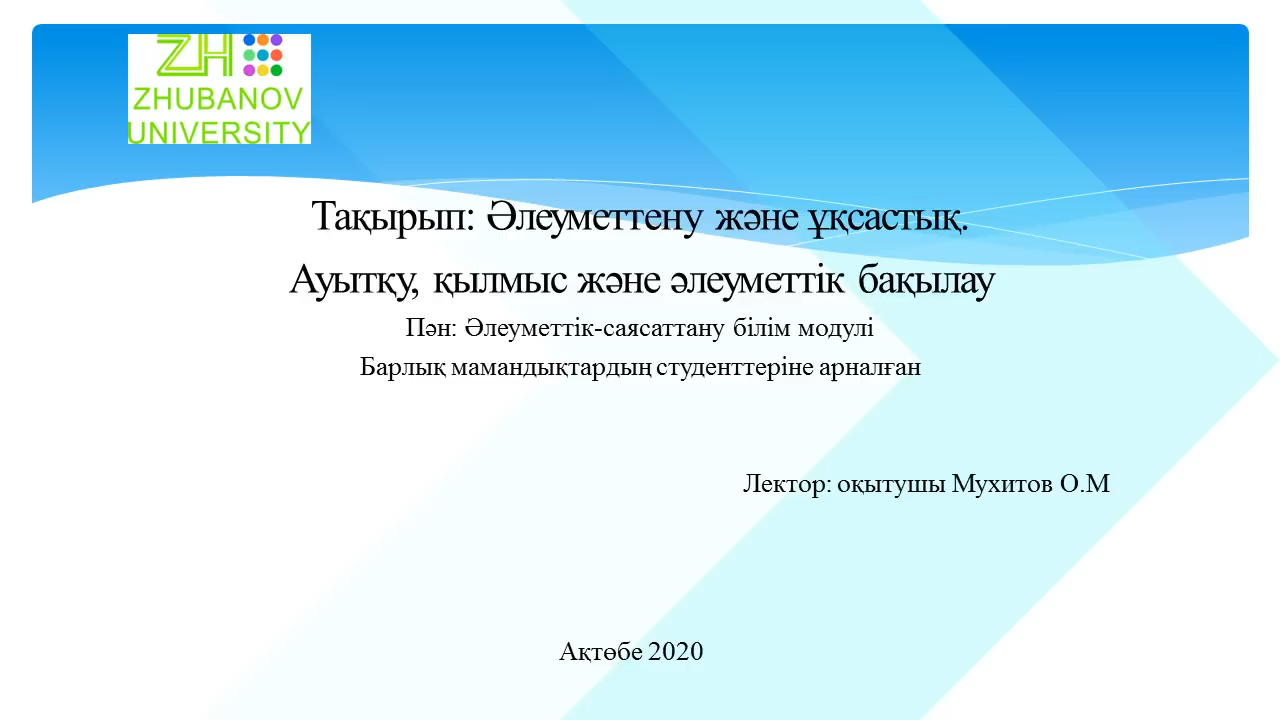 ZH
ZHUBANOV
UNIVERSITY
Тақырып: Әлеуметтену және ұқсастық.
Ауытқу, қылмыс және әлеуметтік бақылау
Пән: Әлеуметтік-саясаттану білім модулі
Барлық мамандықтардың студенттеріне арналған
Лектор: оқытушы Мухитов О.М
Ақтөбе 2020